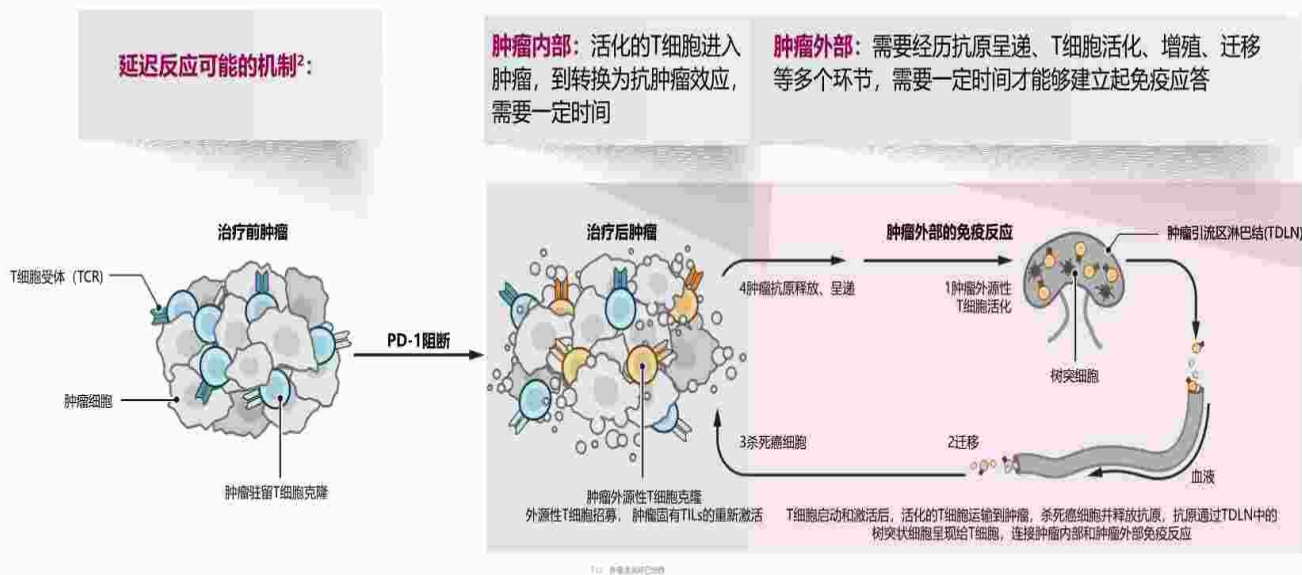 延迟反应可能的机制²：
肿瘤内部：活化的T细胞进入
肿瘤，到转换为抗肿瘤效应，
需要一定时间
肿瘤外部：需要经历抗原呈递、T细胞活化、增殖、迁移
等多个环节，需要一定时间才能够建立起免疫应答
治疗前肿瘤
T细胞受体（TCR)
肿瘤细胞
肿瘤驻留T细胞克隆
PD-1阻断
治疗后肿瘤
肿瘤外源性T细胞克隆
外源性T细胞招募，肿瘤固有TILs的重新激活
肿瘤外部的免疫反应
4肿瘤抗原释放、呈递
1肿瘤外源性
T细胞活化
肿瘤引流区淋巴结(TDLN)
树突细胞
3杀死癌细胞
2迁移
血液
T细胞启动和激活后，活化的T细胞运输到肿瘤，杀死癌细胞并释放抗原，抗原通过TDLN中的
树突状细胞呈现给T细胞，连接肿瘤内部和肿瘤外部免疫反应